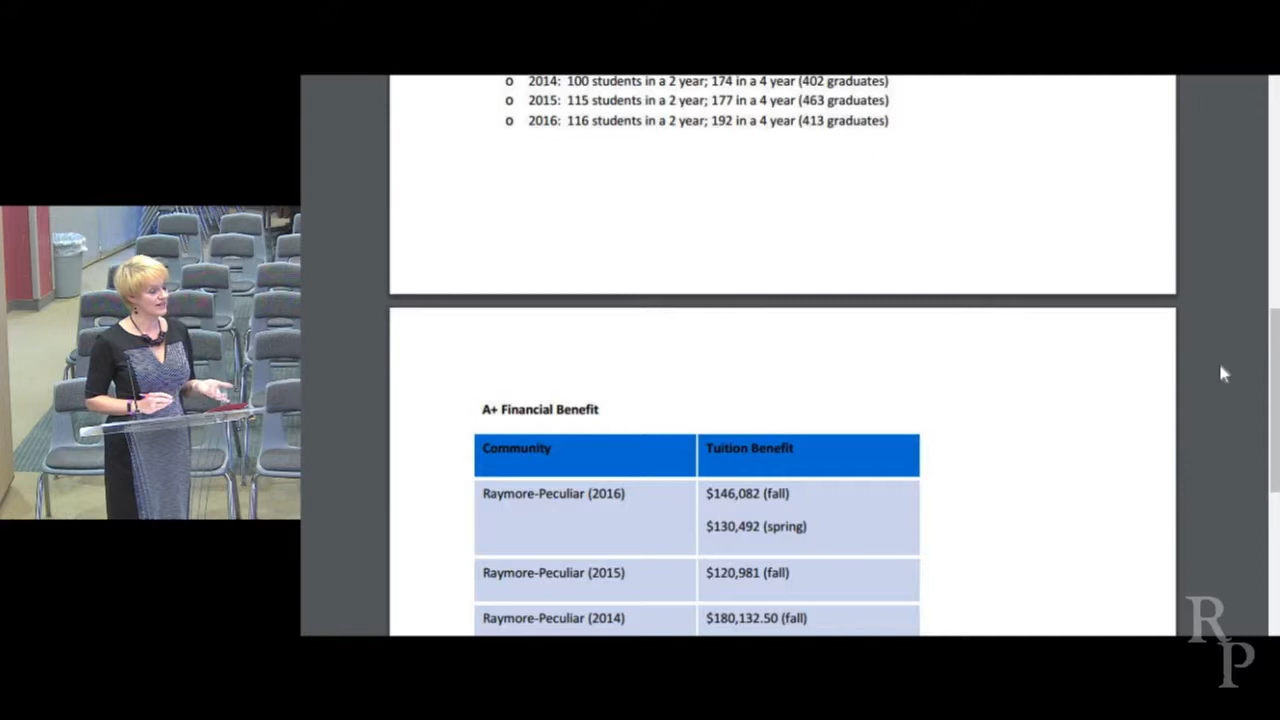 o 2014: 100 students in a 2 year; 174 in a 4 year (402 graduates)
o 2015: 115 students in a 2 year; 177 in a 4 year (463 graduates)
o 2016: 116 students in a 2 year; 192 in a 4 year (413 graduates)
A+ Financial Benefit
Community Tuition Benefit
Raymore-Peculiar (2016) $146,082 (fall)
$130,492 (spring)
Raymore-Peculiar (2015) $120,981 (fall)
Raymore-Peculiar (2014) $180,132.50 (fall)
RP